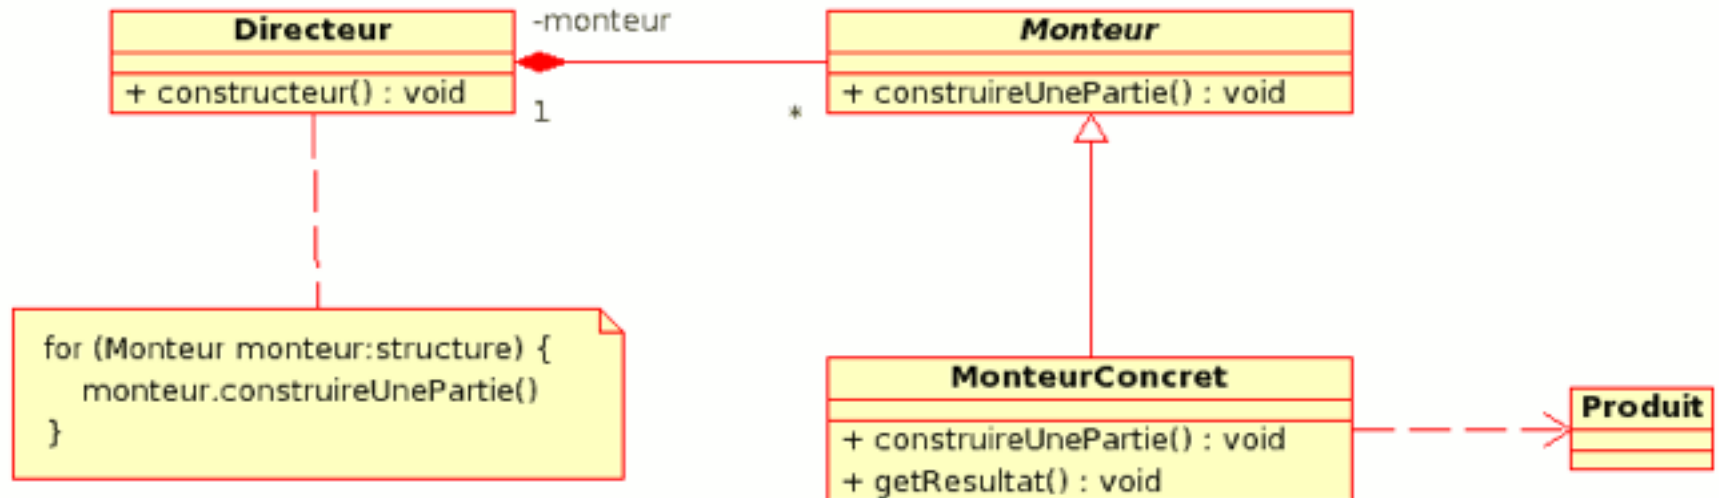 Directeur
-monteur
Monteur
+ constructeur() : void
+ construireUnePartie() : void
1
*
for (Monteur monteur:structure) {
monteur.construireUnePartie()
}
MonteurConcret
Produit
+ construireUnePartie() : void
+ getResultat() : void